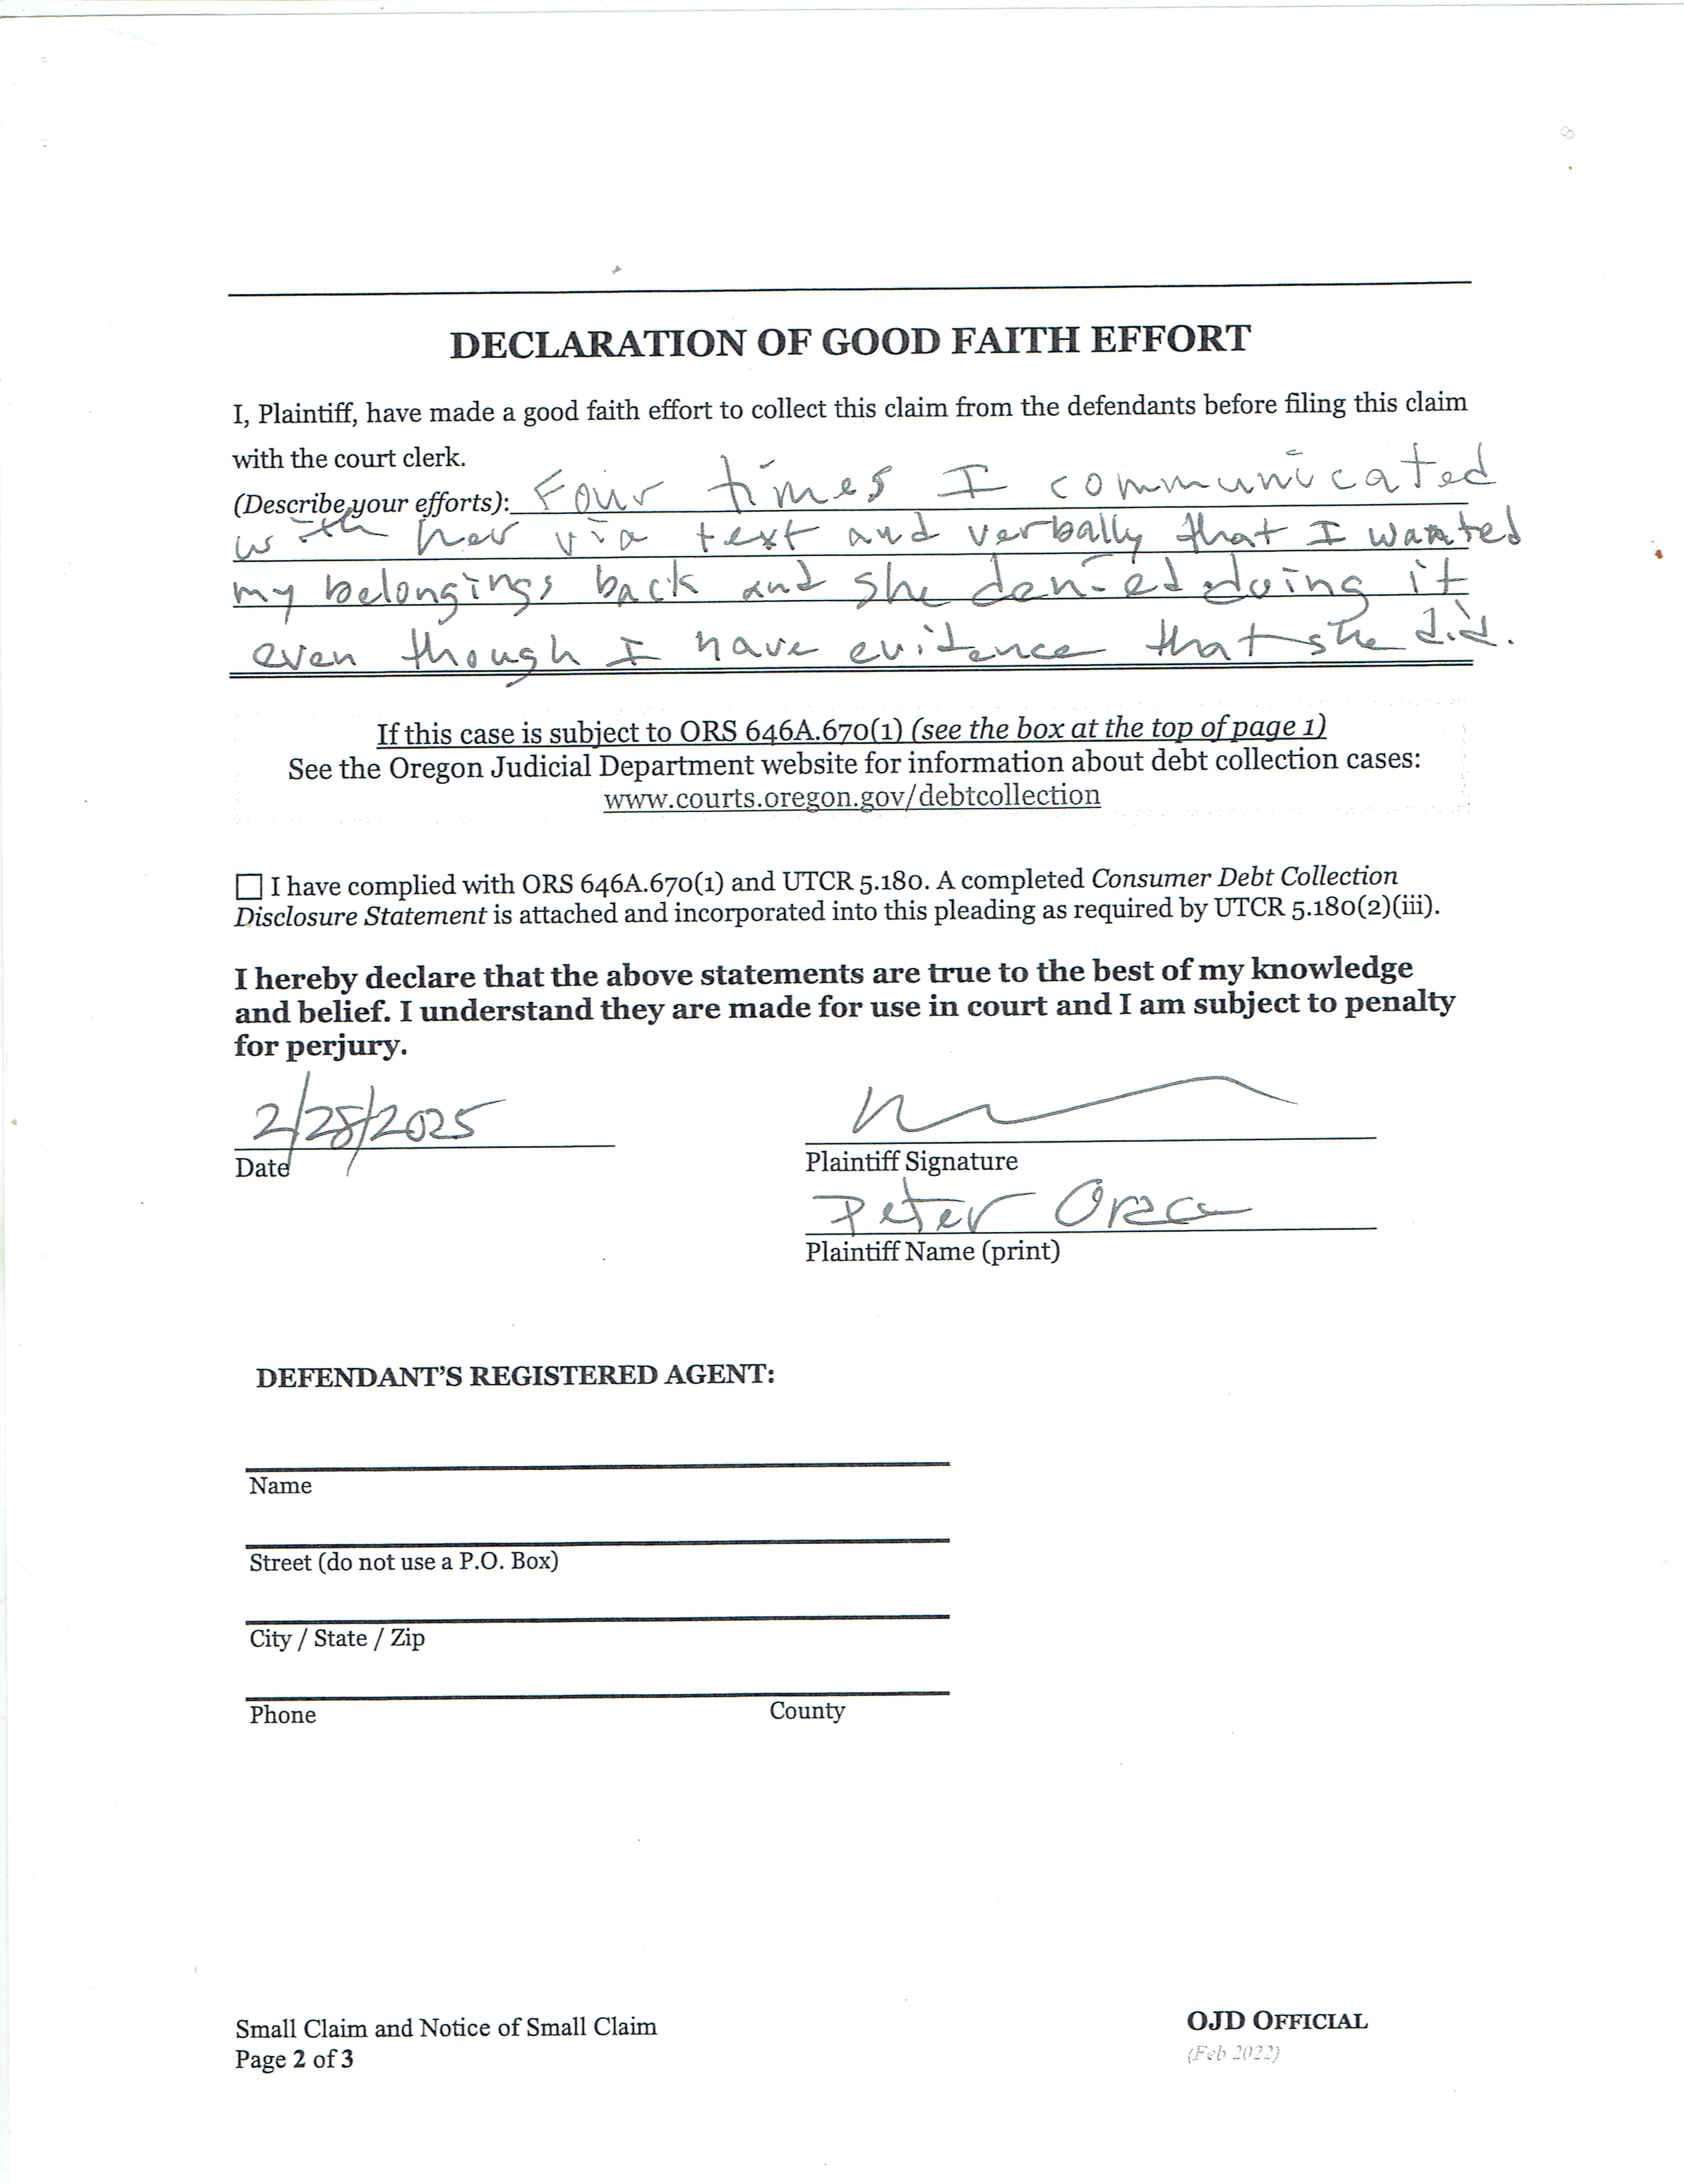 DECLARATION OF GOOD FAITH EFFORT
I, Plaintiff, have made a good faith effort to collect this claim from the defendants before filing this claim
with the court clerk.
(Describe your efforts): Four times I communicated
with her via text and verbally that I wanted
my belongings back and she denied doing it
even though I have evidence that she did.
If this case is subject to ORS 646A.670(1) (see the box at the top of page 1)
See the Oregon Judicial Department website for information about debt collection cases:
www.courts.oregon.gov/debtcollection
☐ I have complied with ORS 646A.670(1) and UTCR 5.180. A completed Consumer Debt Collection
Disclosure Statement is attached and incorporated into this pleading as required by UTCR 5.180(2)(iii).
I hereby declare that the above statements are true to the best of my knowledge
and belief. I understand they are made for use in court and I am subject to penalty
for perjury.
2/28/2025
Date
Plaintiff Signature
Peter
Plaintiff Name (print)
DEFENDANT'S REGISTERED AGENT:
Name
Street (do not use a P.O. Box)
City / State / Zip
Phone County
Small Claim and Notice of Small Claim
Page 2 of 3
OJD OFFICIAL
(Feb 2022)